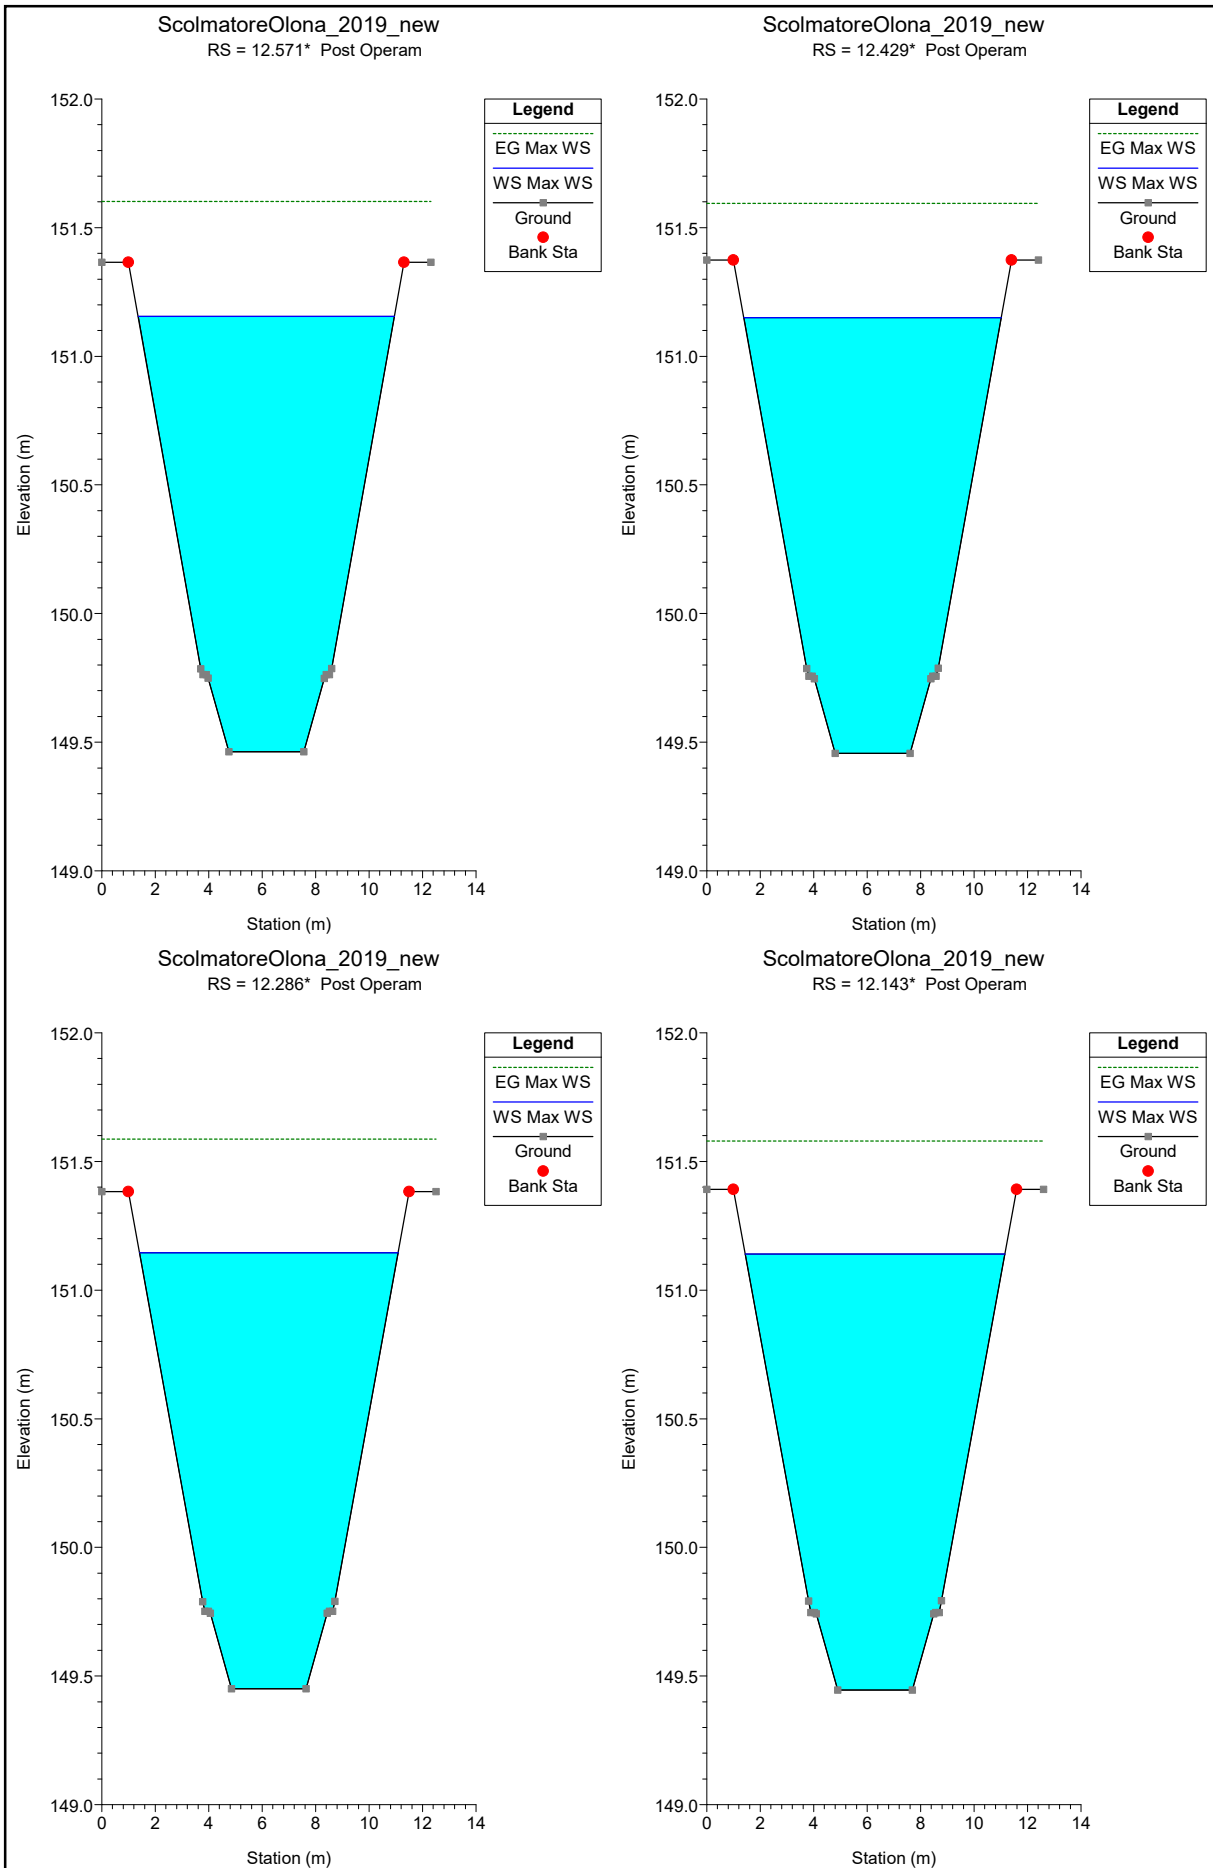 ScolmatoreOlona_2019_new
RS = 12.571* Post Operam
152.0
151.5
151.0
150.5
150.0
149.5
149.0
0 2 4 6 8 10 12 14
Station (m)
Elevation (m)
Legend
EG Max WS
WS Max WS
Ground
Bank Sta
ScolmatoreOlona_2019_new
RS = 12.429* Post Operam
152.0
151.5
151.0
150.5
150.0
149.5
149.0
0 2 4 6 8 10 12 14
Station (m)
Elevation (m)
Legend
EG Max WS
WS Max WS
Ground
Bank Sta
ScolmatoreOlona_2019_new
RS = 12.286* Post Operam
152.0
151.5
151.0
150.5
150.0
149.5
149.0
0 2 4 6 8 10 12 14
Station (m)
Elevation (m)
Legend
EG Max WS
WS Max WS
Ground
Bank Sta
ScolmatoreOlona_2019_new
RS = 12.143* Post Operam
152.0
151.5
151.0
150.5
150.0
149.5
149.0
0 2 4 6 8 10 12 14
Station (m)
Elevation (m)
Legend
EG Max WS
WS Max WS
Ground
Bank Sta